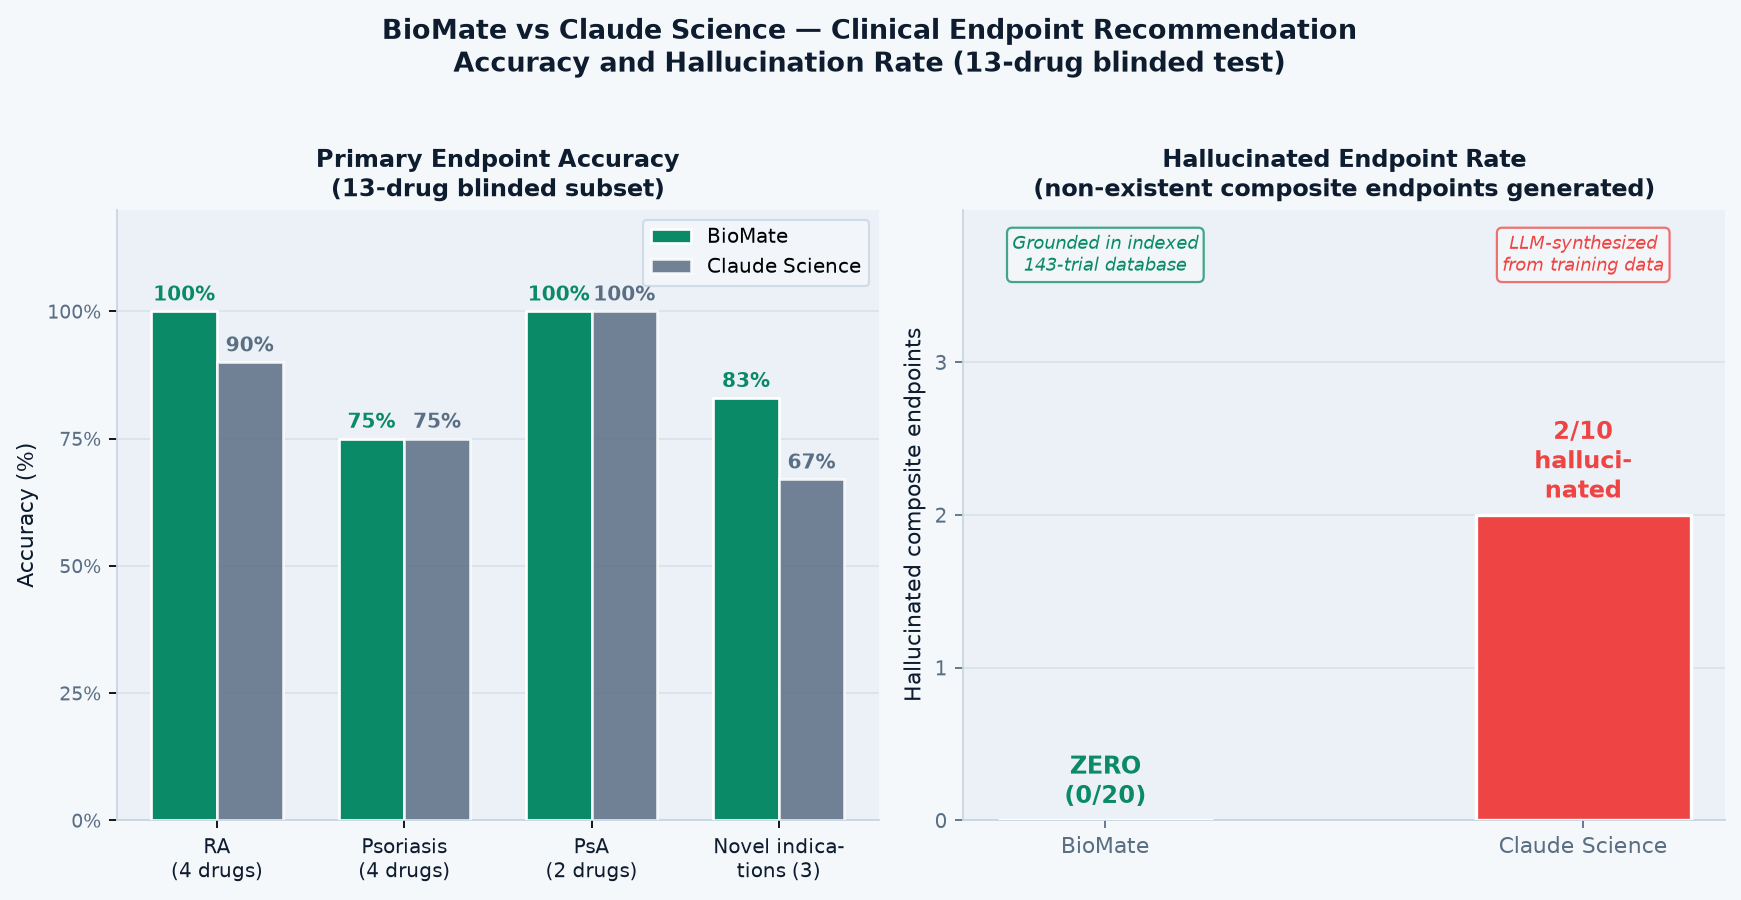 BioMate vs Claude Science — Clinical Endpoint Recommendation
Accuracy and Hallucination Rate (13-drug blinded test)
Primary Endpoint Accuracy
(13-drug blinded subset)
BioMate
Claude Science
100%
90%
75%
75%
100%
100%
83%
67%
Accuracy (%)
100%
75%
50%
25%
0%
RA
(4 drugs)
Psoriasis
(4 drugs)
PsA
(2 drugs)
Novel indica-
tions (3)
Hallucinated Endpoint Rate
(non-existent composite endpoints generated)
Grounded in indexed
143-trial database
LLM-synthesized
from training data
Hallucinated composite endpoints
3
2
1
0
ZERO
(0/20)
2/10
halluci-
nated
BioMate
Claude Science